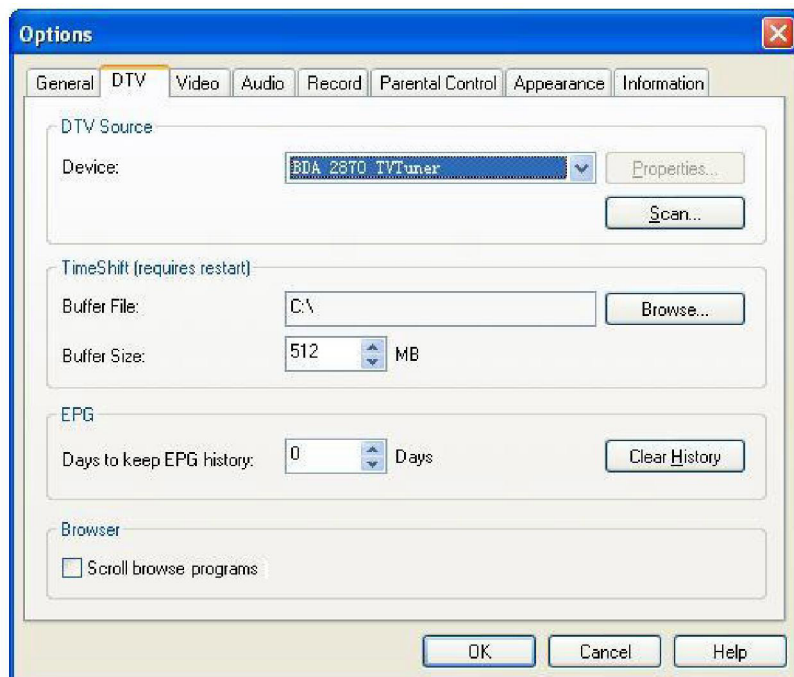 Options
General DTV Video Audio Record Parental Control Appearance Information
DTV Source
Device: BDA 2870 TVTuner Properties...
Scan...
TimeShift (requires restart)
Buffer File: C:\ Browse...
Buffer Size: 512 MB
EPG
Days to keep EPG history: 0 Days Clear History
Browser
Scroll browse programs
OK Cancel Help